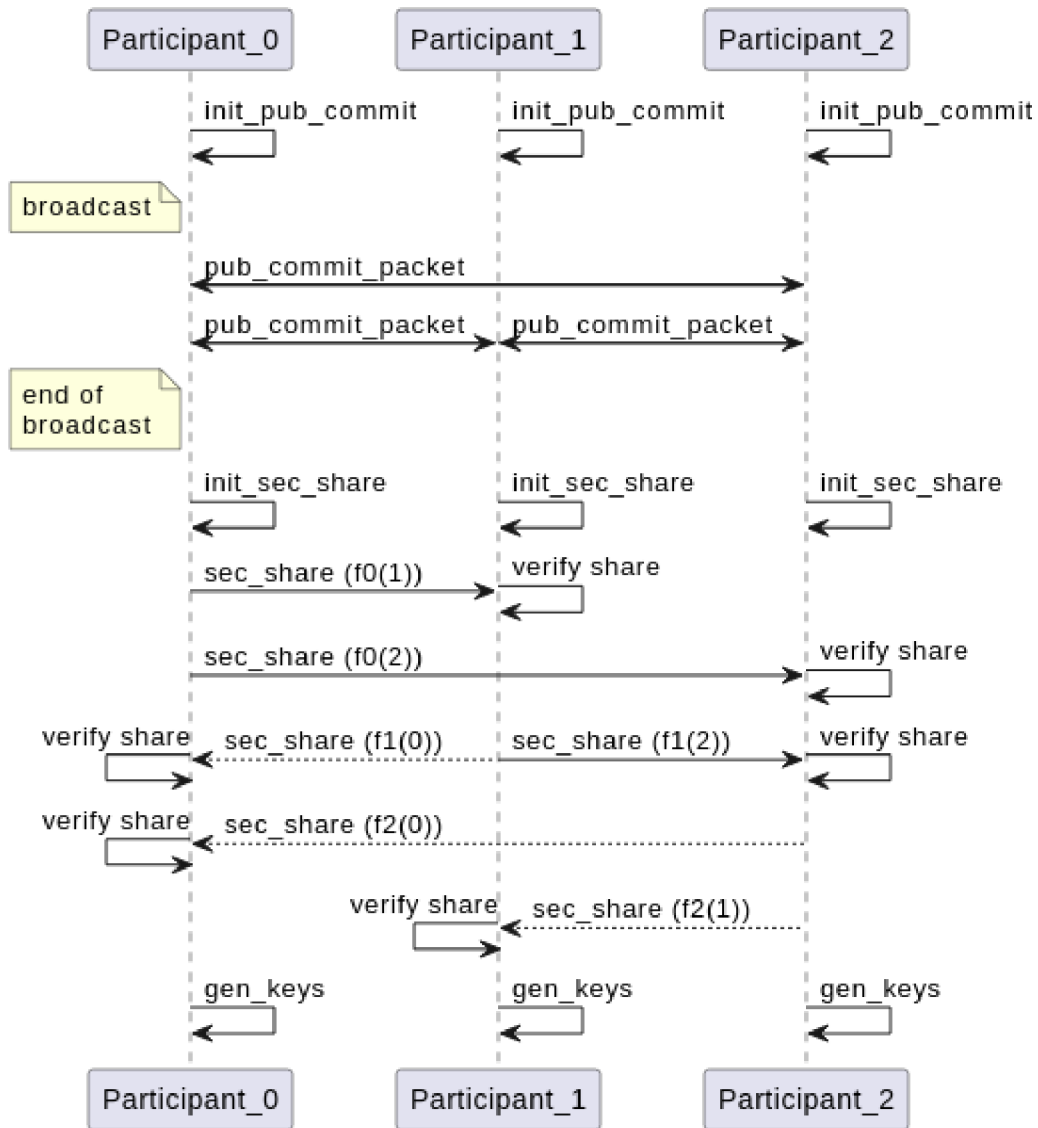 Participant_0 Participant_1 Participant_2
init_pub_commit init_pub_commit init_pub_commit
broadcast
pub_commit_packet
pub_commit_packet pub_commit_packet
end of
broadcast
init_sec_share init_sec_share init_sec_share
sec_share (f0(1)) verify share
sec_share (f0(2)) verify share
verify share sec_share (f1(0)) sec_share (f1(2)) verify share
verify share sec_share (f2(0))
verify share sec_share (f2(1))
gen_keys gen_keys gen_keys
Participant_0 Participant_1 Participant_2